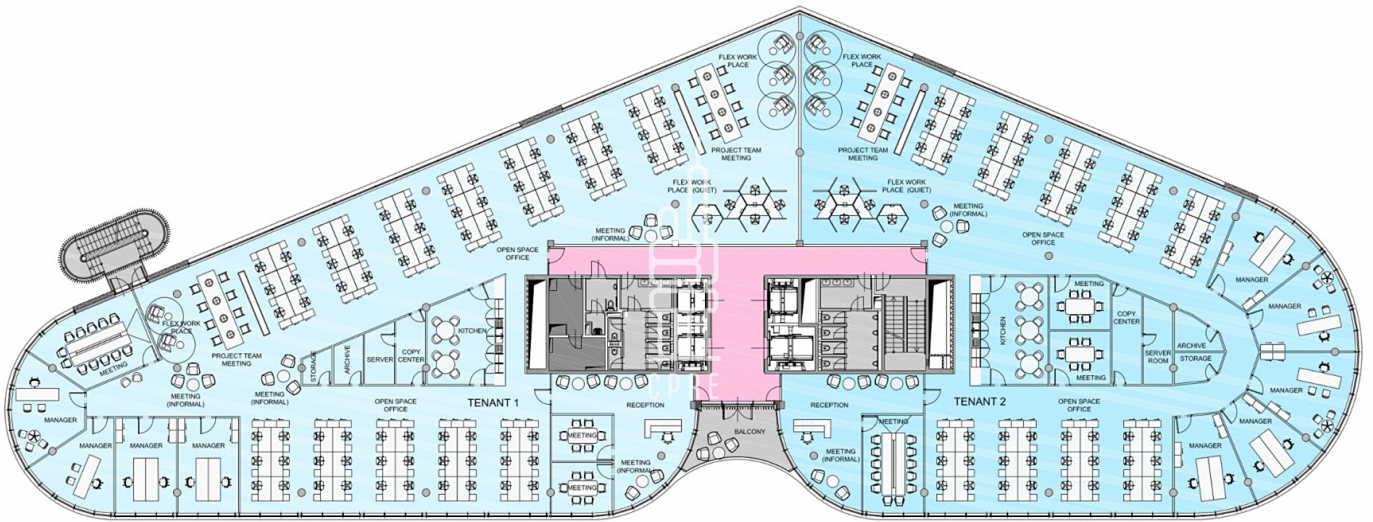 FLEX WORK
PLACE
FLEX WORK
PLACE
PROJECT TEAM
MEETING
PROJECT TEAM
MEETING
FLEX WORK
PLACE (QUIET)
FLEX WORK
PLACE (QUIET)
MEETING
(INFORMAL)
MEETING
(INFORMAL)
OPEN SPACE
OFFICE
OPEN SPACE
OFFICE
MANAGER
MANAGER
MANAGER
MANAGER
MANAGER
FLEX WORK
PLACE
PROJECT TEAM
MEETING
MEETING
MEETING
(INFORMAL)
MEETING
(INFORMAL)
STORAGE
ARCHIVE
SERVER
COPY
CENTER
KITCHEN
KITCHEN
MEETING
MEETING
COPY
CENTER
SERVER
ROOM
ARCHIVE
STORAGE
CPRE
OPEN SPACE
OFFICE
TENANT 1
RECEPTION
BALCONY
RECEPTION
TENANT 2
OPEN SPACE
OFFICE
MANAGER
MANAGER
MANAGER
MANAGER
MEETING
MEETING
MEETING
(INFORMAL)
MEETING
(INFORMAL)
MEETING